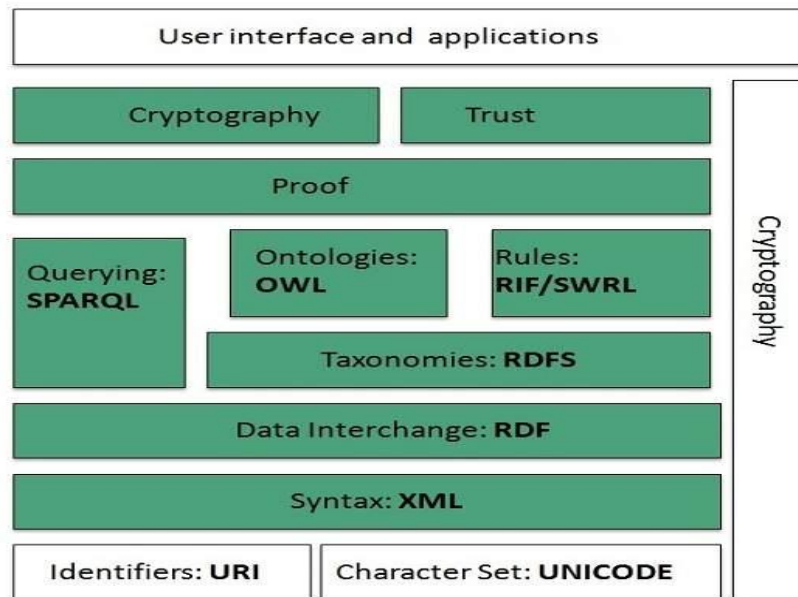 User interface and applications
Cryptography
Trust
Proof
Querying:
SPARQL
Ontologies:
OWL
Rules:
RIF/SWRL
Taxonomies: RDFS
Data Interchange: RDF
Syntax: XML
Identifiers: URI
Character Set: UNICODE
Cryptography